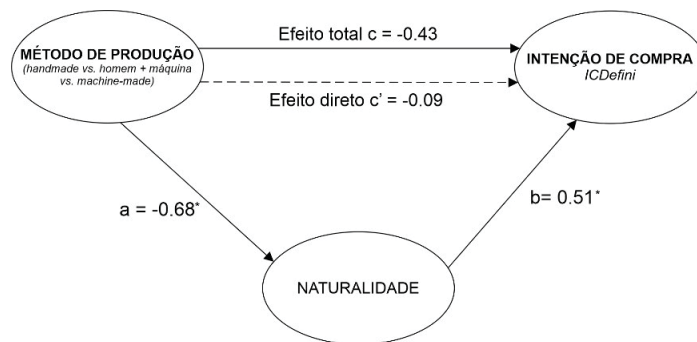 Efeito total c = -0.43
MÉTODO DE PRODUÇÃO
(handmade vs. homem + máquina
vs. machine-made)
INTENÇÃO DE COMPRA
ICDefini
Efeito direto c' = -0.09
a = -0.68*
b= 0.51*
NATURALIDADE